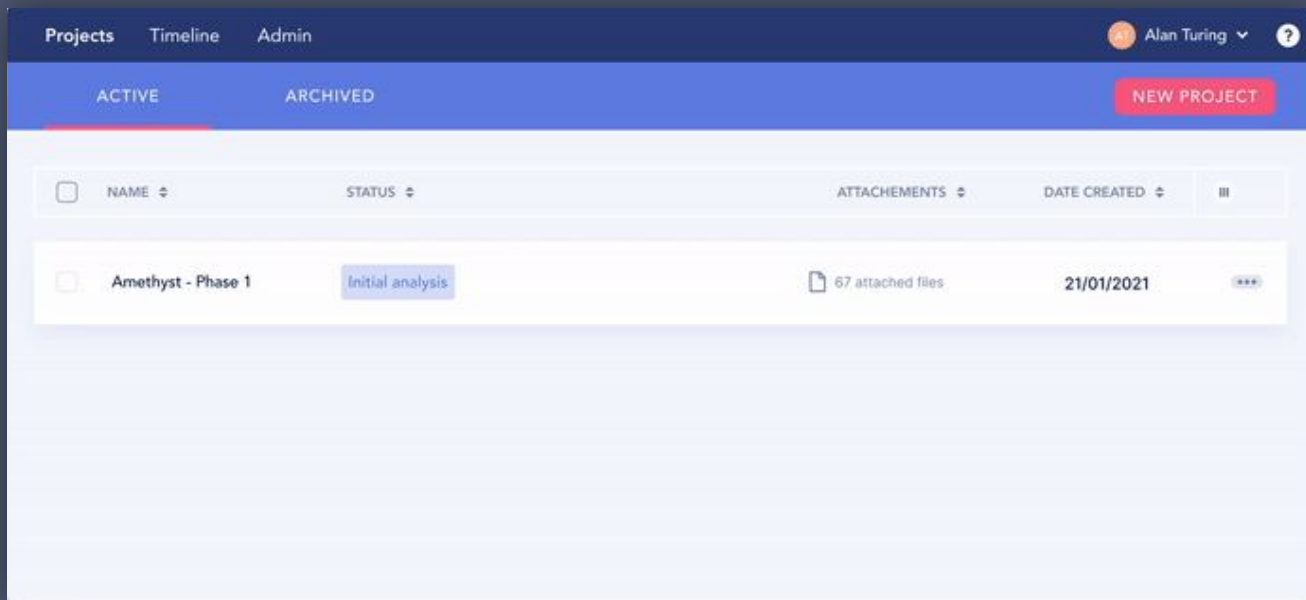 Projects Timeline Admin AT Alan Turing ?
ACTIVE ARCHIVED NEW PROJECT
NAME STATUS ATTACHEMENTS DATE CREATED
Amethyst - Phase 1 Initial analysis 67 attached files 21/01/2021